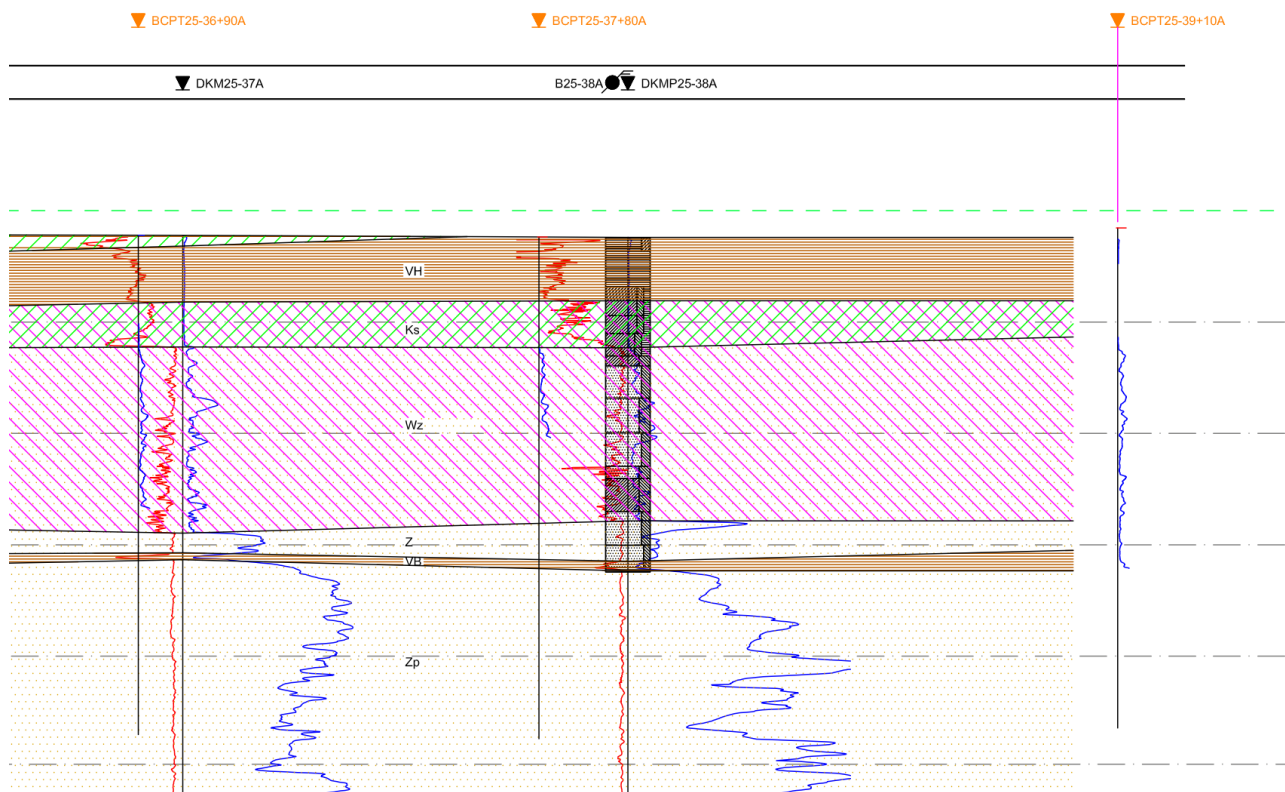 BCPT25-36+90A
BCPT25-37+80A
BCPT25-39+10A
DKM25-37A
B25-38A
DKMP25-38A
VH
Ks
Wz
Z
VB
Zp